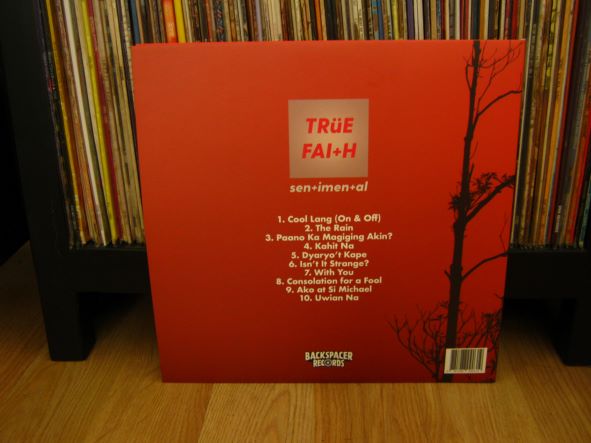 TRüE
FAI+H
sen+imen+al
1. Cool Lang (On & Off)
2. The Rain
3. Paano Ka Magiging Akin?
4. Kahit Na
5. Dyaryo't Kape
6. Isn't It Strange?
7. With You
8. Consolation for a Fool
9. Ako at Si Michael
10. Uwian Na
BACKSPACER
RECORDS